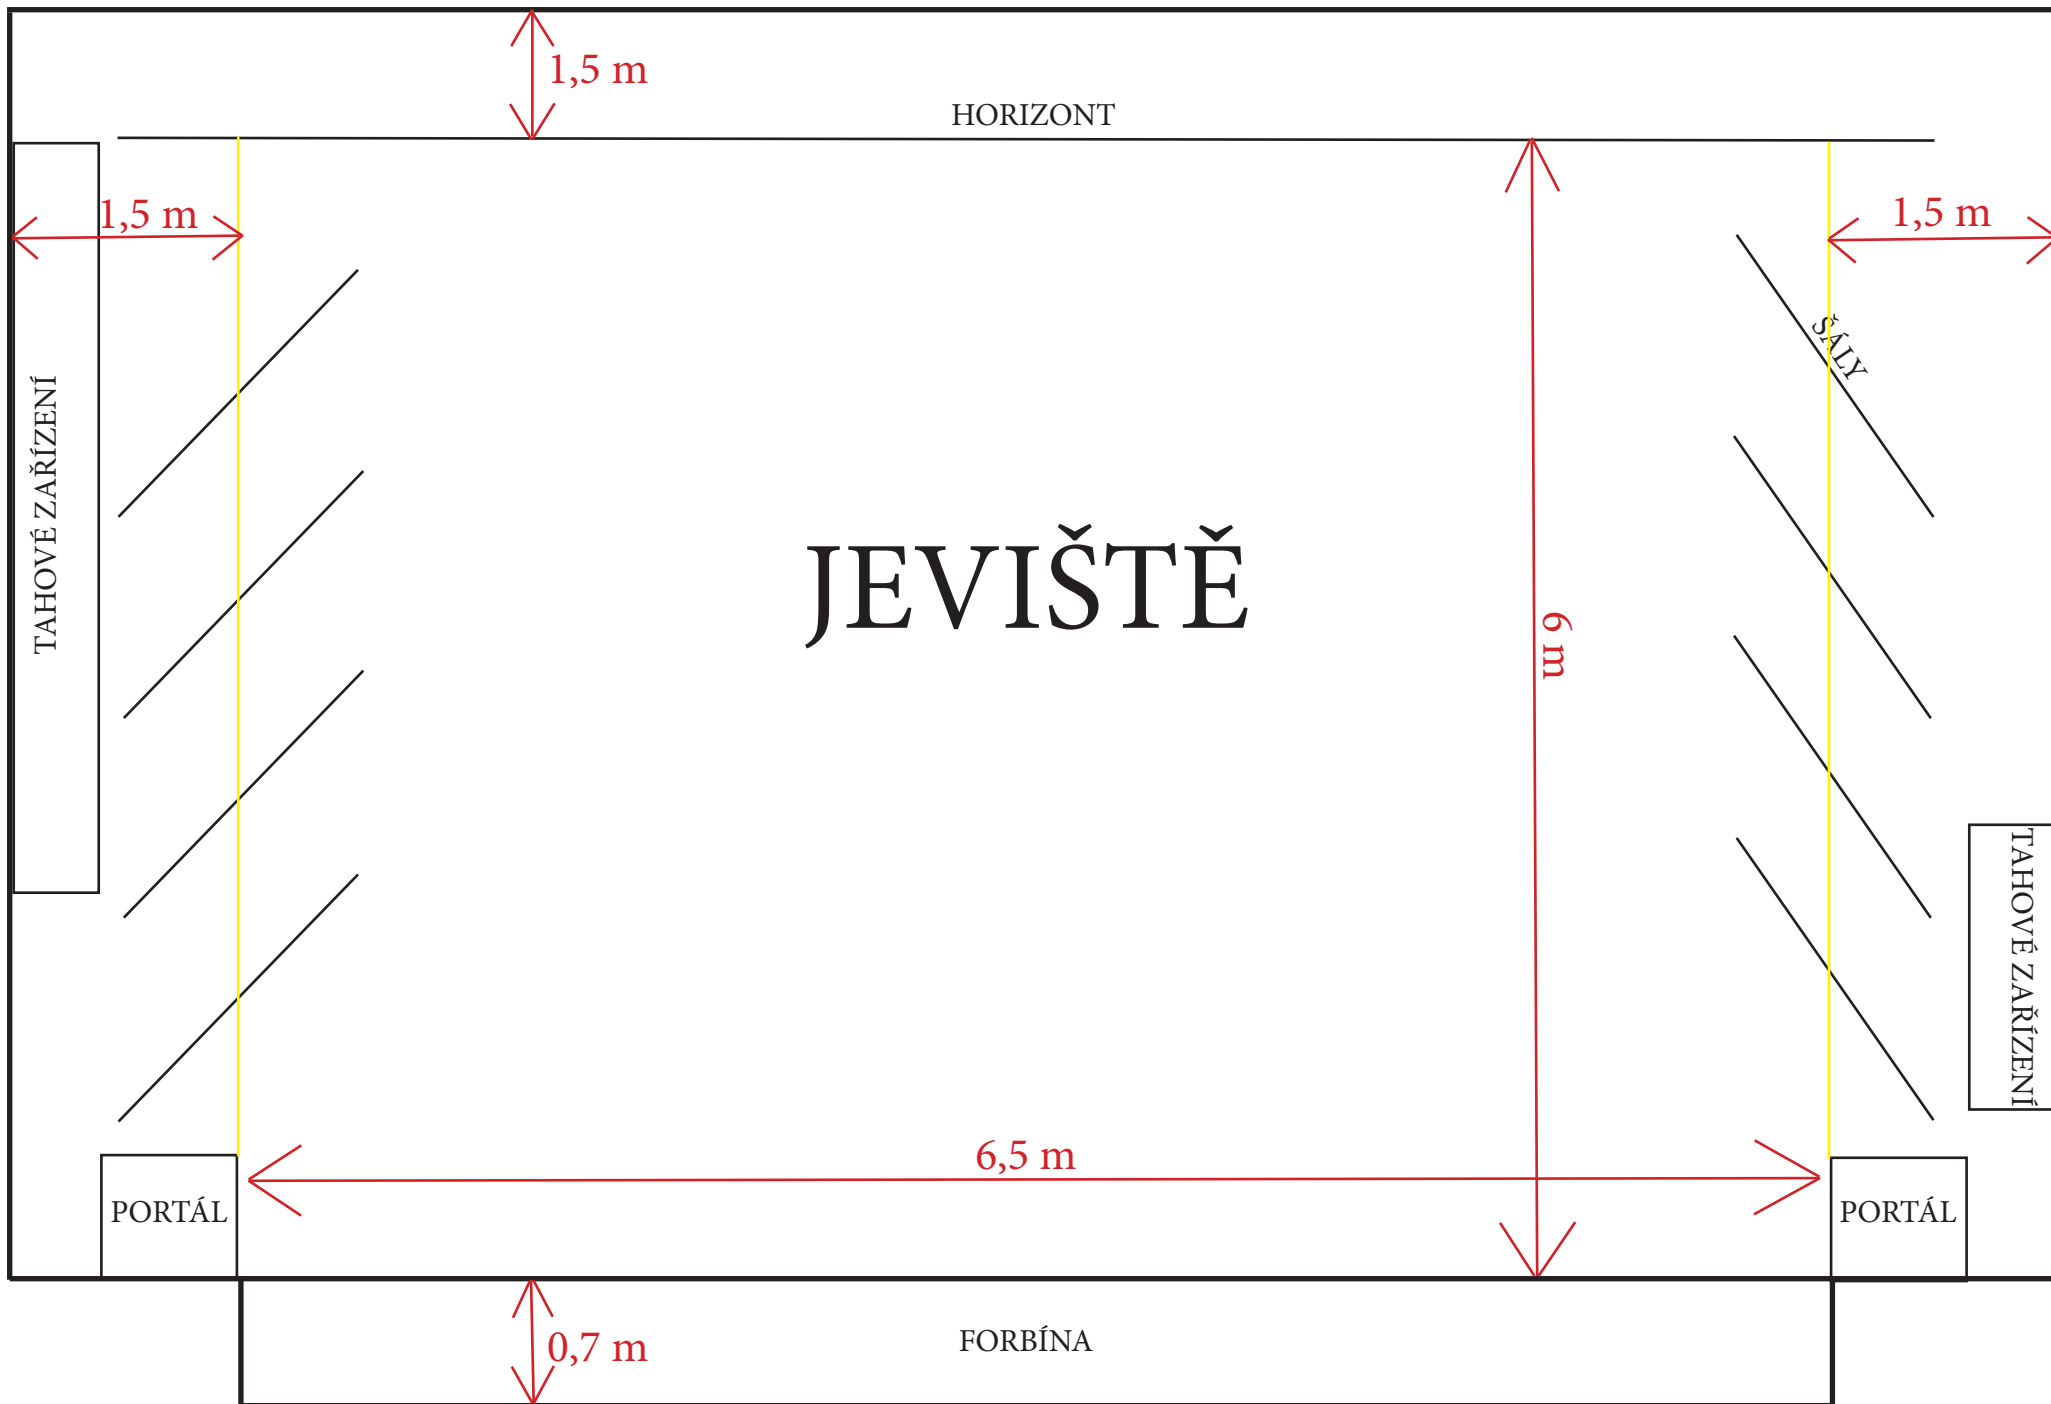 1,5 m
HORIZONT
1,5 m
1,5 m
ŠÁLY
TAHOVÉ ZAŘÍZENÍ
JEVIŠTĚ
6 m
TAHOVÉ ZAŘÍZENÍ
6,5 m
PORTÁL
PORTÁL
0,7 m
FORBÍNA